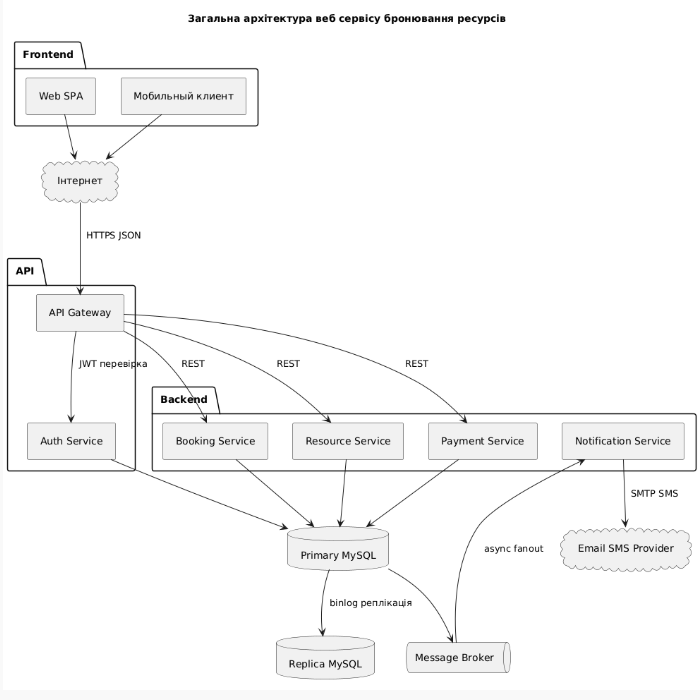 Загальна архітектура веб сервісу бронювання ресурсів
Frontend
Web SPA
Мобильный клиент
Інтернет
HTTPS JSON
API
API Gateway
JWT перевірка
REST
REST
REST
Backend
Auth Service
Booking Service
Resource Service
Payment Service
Notification Service
SMTP SMS
Primary MySQL
async fanout
Email SMS Provider
binlog реплікація
Replica MySQL
Message Broker